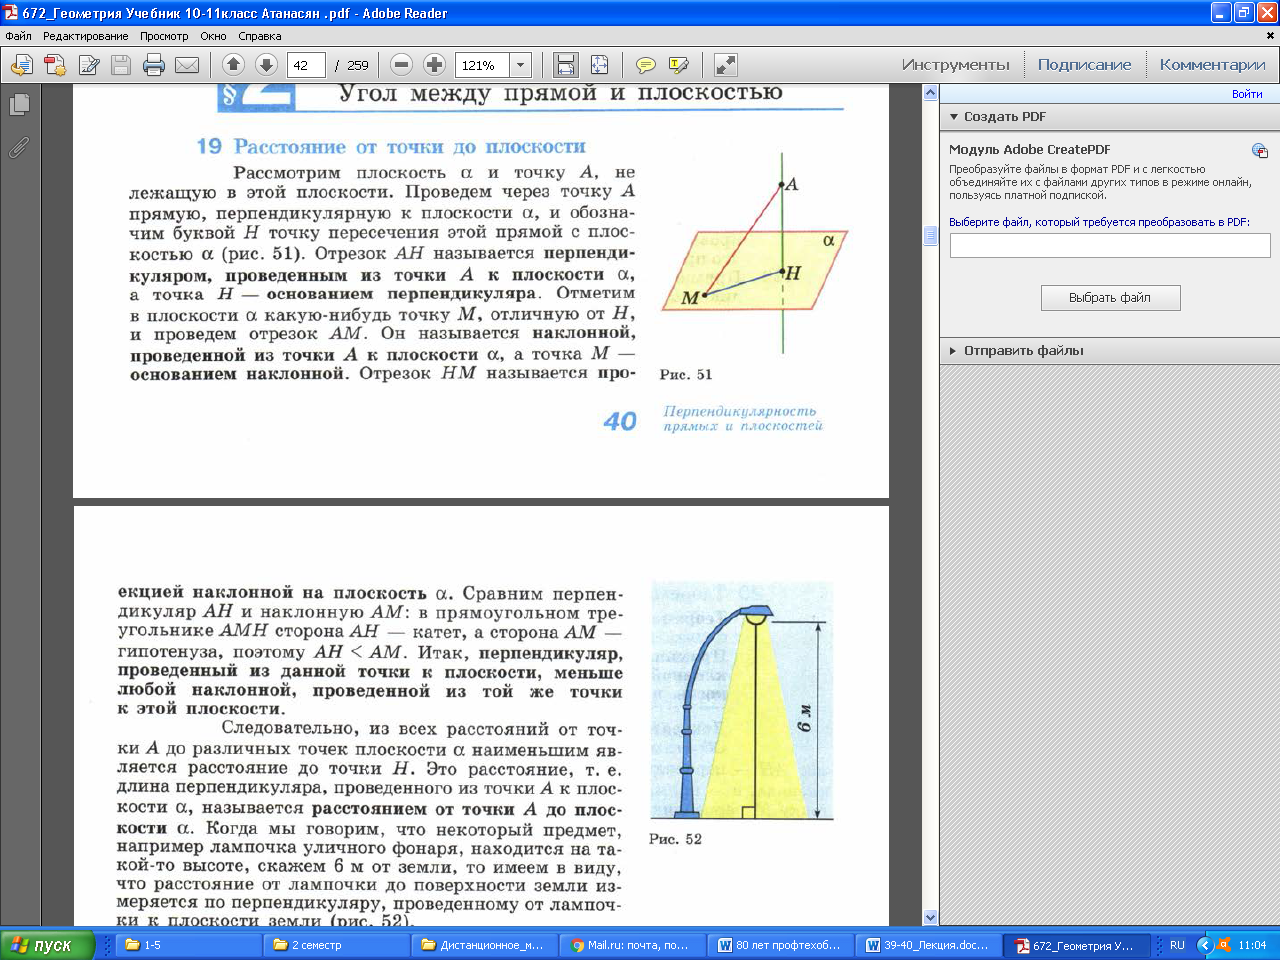 672_Геометрия Учебник 10-11класс Атанасян .pdf - Adobe Reader
Файл Редактирование Просмотр Окно Справка
42 / 259 121% Инструменты Подписание Комментарии
Войти
Создать PDF
Модуль Adobe CreatePDF
Преобразуйте файлы в формат PDF и с легкостью
объединяйте их с файлами других типов в режиме онлайн,
пользуясь платной подпиской.
Выберите файл, который требуется преобразовать в PDF:
Выбрать файл
Отправить файлы
§ 2 Угол между прямой и плоскостью
19 Расстояние от точки до плоскости
Рассмотрим плоскость α и точку A, не
лежащую в этой плоскости. Проведем через точку A
прямую, перпендикулярную к плоскости α, и обозна-
чим буквой H точку пересечения этой прямой с плос-
костью α (рис. 51). Отрезок AH называется перпенди-
куляром, проведенным из точки A к плоскости α,
а точка H — основанием перпендикуляра. Отметим
в плоскости α какую-нибудь точку M, отличную от H,
и проведем отрезок AM. Он называется наклонной,
проведенной из точки A к плоскости α, а точка M —
основанием наклонной. Отрезок HM называется про-
A
α
H
M
Рис. 51
40 Перпендикулярность
прямых и плоскостей
екцией наклонной на плоскость α. Сравним перпен-
дикуляр AH и наклонную AM: в прямоугольном тре-
угольнике AMH сторона AH — катет, а сторона AM —
гипотенуза, поэтому AH < AM. Итак, перпендикуляр,
проведенный из данной точки к плоскости, меньше
любой наклонной, проведенной из той же точки
к этой плоскости.
Следовательно, из всех расстояний от точ-
ки A до различных точек плоскости α наименьшим яв-
ляется расстояние до точки H. Это расстояние, т. е.
длина перпендикуляра, проведенного из точки A к плос-
кости α, называется расстоянием от точки A до плос-
кости α. Когда мы говорим, что некоторый предмет,
например лампочка уличного фонаря, находится на та-
кой-то высоте, скажем 6 м от земли, то имеем в виду,
что расстояние от лампочки до поверхности земли из-
меряется по перпендикуляру, проведенному от лампоч-
ки к плоскости земли (рис. 52).
6 м
Рис. 52
пуск 1-5 2 семестр Дистанционное_м... Mail.ru: почта, по... 80 лет профтехоб... 39-40_Лекция.doc... 672_Геометрия У... RU 11:04